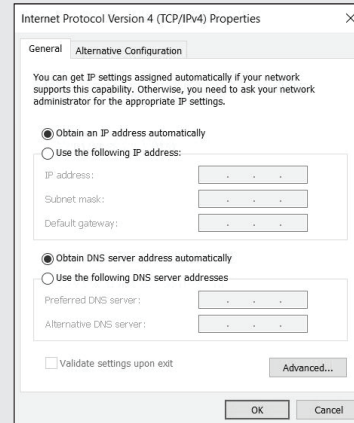 Internet Protocol Version 4 (TCP/IPv4) Properties
General
Alternative Configuration
You can get IP settings assigned automatically if your network
supports this capability. Otherwise, you need to ask your network
administrator for the appropriate IP settings.
Obtain an IP address automatically
Use the following IP address:
IP address:
Subnet mask:
Default gateway:
Obtain DNS server address automatically
Use the following DNS server addresses
Preferred DNS server:
Alternative DNS server:
Validate settings upon exit
Advanced...
OK
Cancel